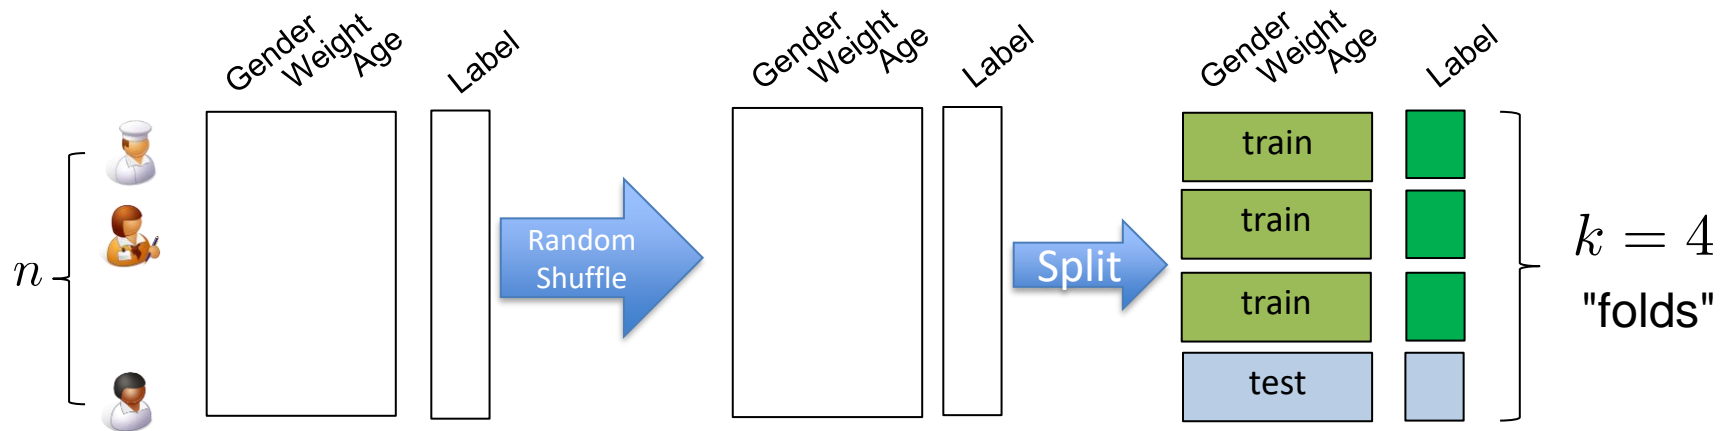 Gender
Weight
Age
Label
n
Random
Shuffle
Gender
Weight
Age
Label
Split
Gender
Weight
Age
Label
train
train
train
test
k = 4
"folds"